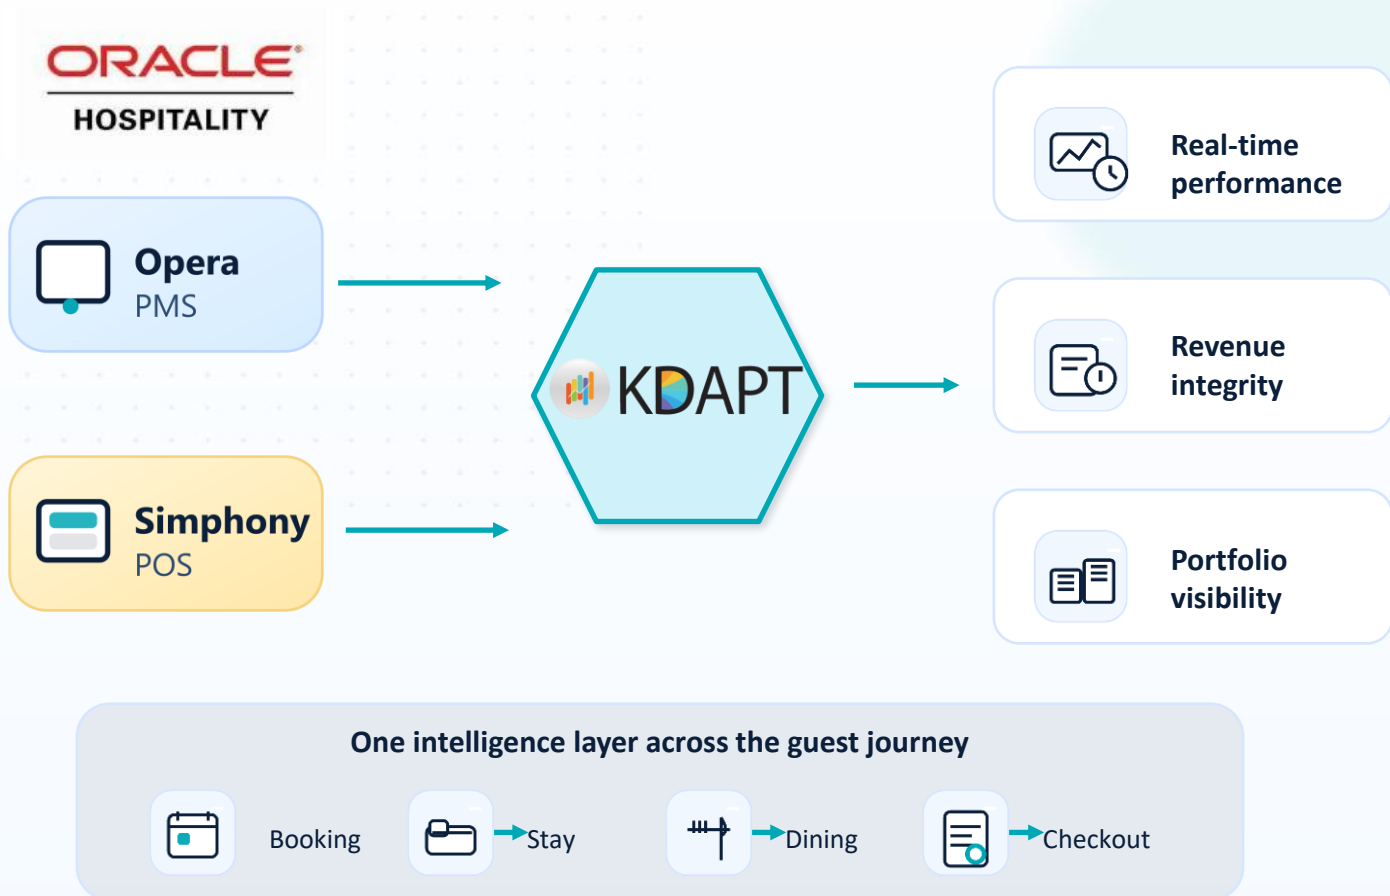 ORACLE®
HOSPITALITY
Opera
PMS
Simphony
POS
KDAPT
Real-time
performance
Revenue
integrity
Portfolio
visibility
One intelligence layer across the guest journey
Booking
Stay
Dining
Checkout